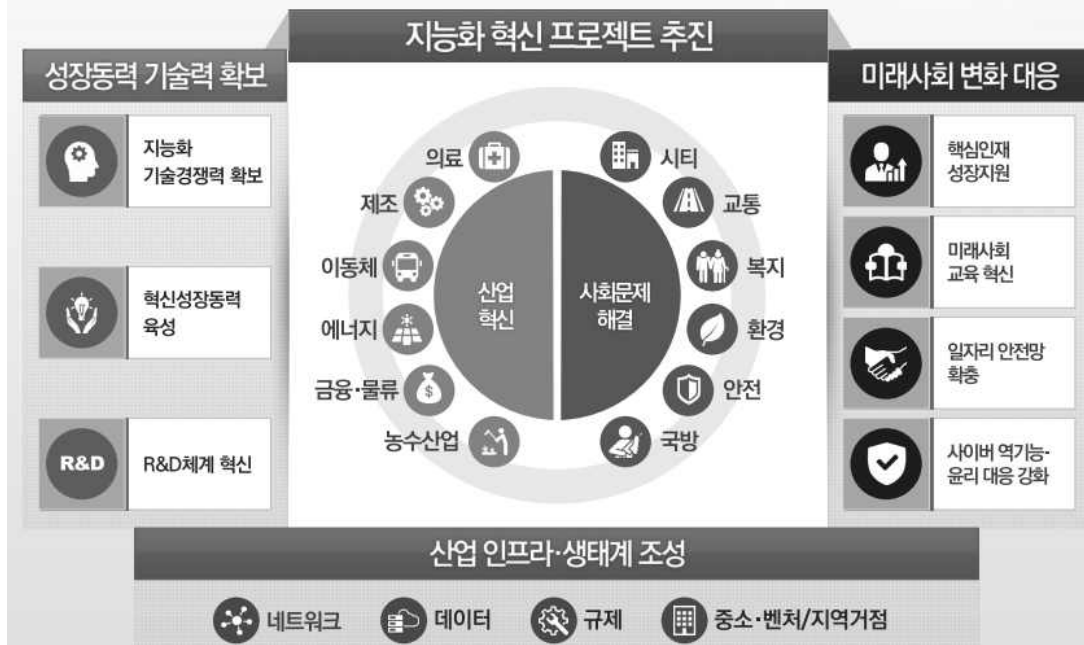 지능화 혁신 프로젝트 추진
성장동력 기술력 확보
지능화
기술경쟁력 확보
혁신성장동력
육성
R&D
R&D체계 혁신
의료
제조
이동체
에너지
금융·물류
$
농수산업
산업
혁신
사회문제
해결
시티
교통
복지
환경
안전
국방
미래사회 변화 대응
핵심인재
성장지원
미래사회
교육 혁신
일자리 안전망
확충
사이버 역기능·
윤리 대응 강화
산업 인프라·생태계 조성
네트워크
데이터
규제
중소·벤처/지역거점